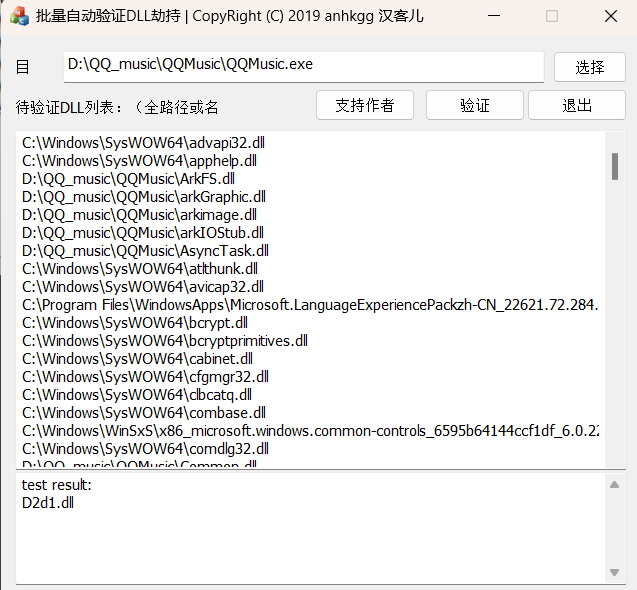 批量自动验证DLL劫持 | CopyRight (C) 2019 anhkgg 汉客儿
目 D:\QQ_music\QQMusic\QQMusic.exe 选择
待验证DLL列表：（全路径或名 支持作者 验证 退出
C:\Windows\SysWOW64\advapi32.dll
C:\Windows\SysWOW64\apphelp.dll
D:\QQ_music\QQMusic\ArkFS.dll
D:\QQ_music\QQMusic\arkGraphic.dll
D:\QQ_music\QQMusic\arkimage.dll
D:\QQ_music\QQMusic\arkIOStub.dll
D:\QQ_music\QQMusic\AsyncTask.dll
C:\Windows\SysWOW64\atlthunk.dll
C:\Windows\SysWOW64\avicap32.dll
C:\Program Files\WindowsApps\Microsoft.LanguageExperiencePackzh-CN_22621.72.284.
C:\Windows\SysWOW64\bcrypt.dll
C:\Windows\SysWOW64\bcryptprimitives.dll
C:\Windows\SysWOW64\cabinet.dll
C:\Windows\SysWOW64\cfgmgr32.dll
C:\Windows\SysWOW64\clbcatq.dll
C:\Windows\SysWOW64\combase.dll
C:\Windows\WinSxS\x86_microsoft.windows.common-controls_6595b64144ccf1df_6.0.22
C:\Windows\SysWOW64\comdlg32.dll
D:\QQ_music\QQMusic\Common.dll
test result:
D2d1.dll